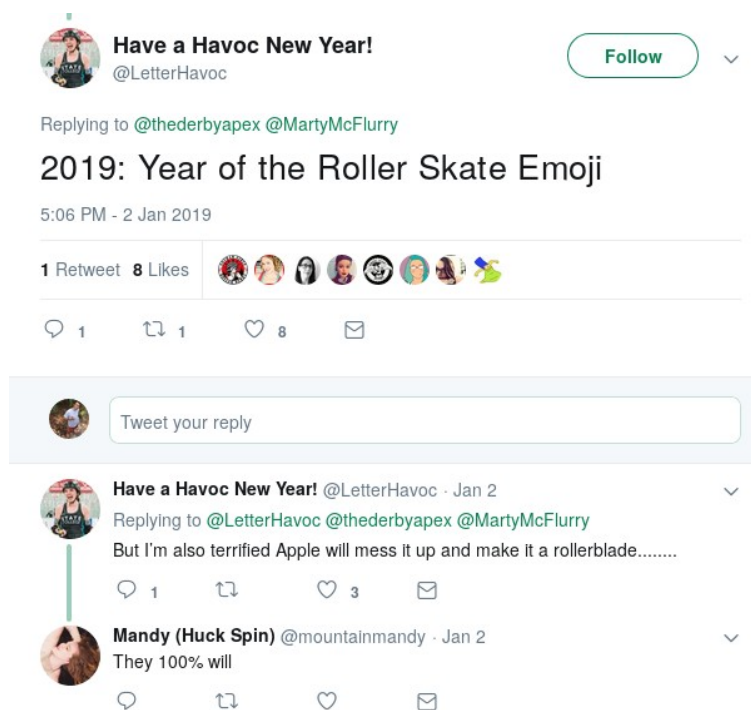 Have a Havoc New Year!
@LetterHavoc
Follow
Replying to @thederbyapex @MartyMcFlurry
2019: Year of the Roller Skate Emoji
5:06 PM - 2 Jan 2019
1 Retweet 8 Likes
1 1 8
Tweet your reply
Have a Havoc New Year! @LetterHavoc · Jan 2
Replying to @LetterHavoc @thederbyapex @MartyMcFlurry
But I'm also terrified Apple will mess it up and make it a rollerblade........
1 3
Mandy (Huck Spin) @mountainmandy · Jan 2
They 100% will